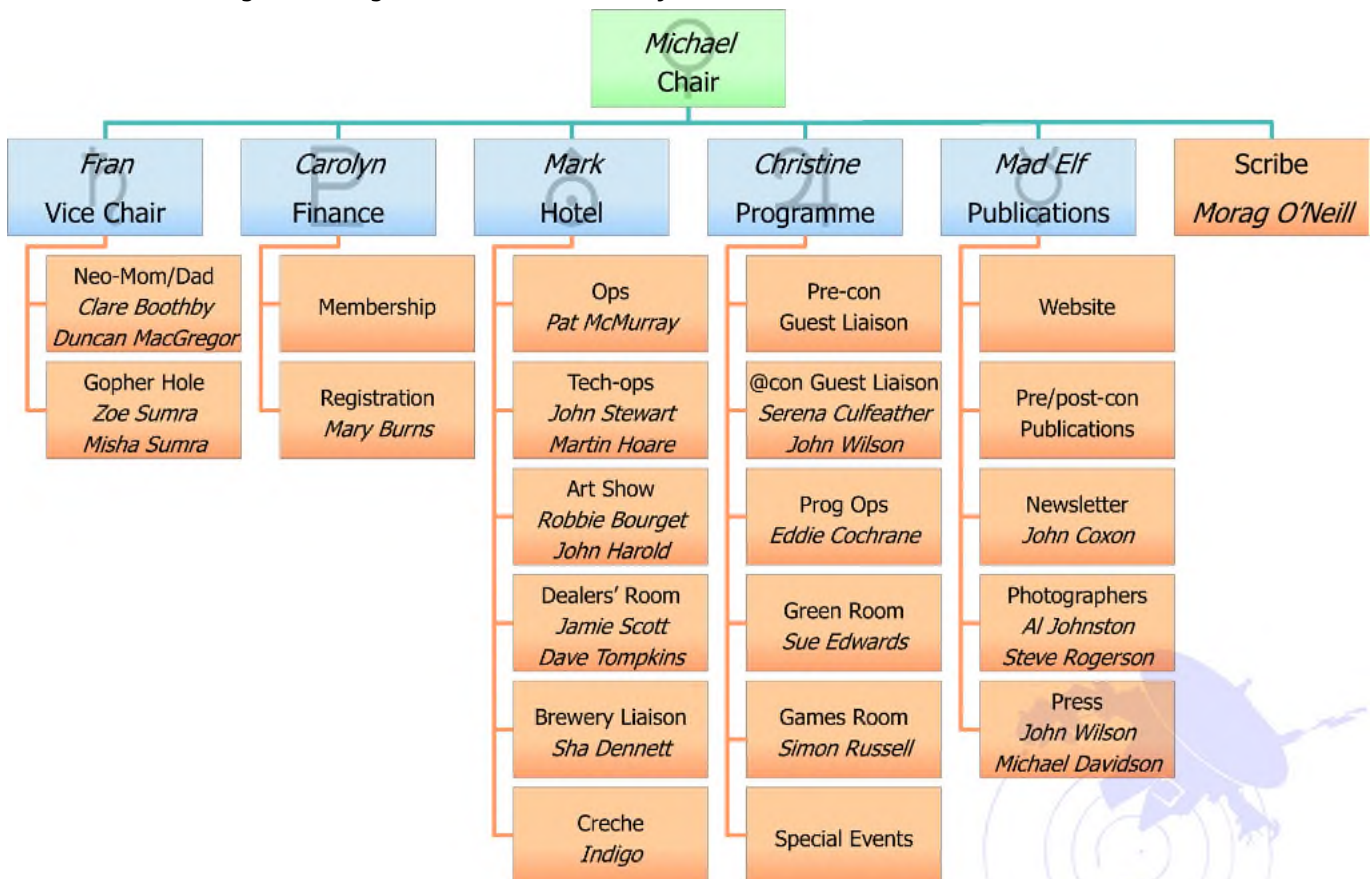 Michael
Chair
Fran
Vice Chair
Carolyn
Finance
Mark
Hotel
Christine
Programme
Mad Elf
Publications
Scribe
Morag O'Neill
Neo-Mom/Dad
Clare Boothby
Duncan MacGregor
Gopher Hole
Zoe Sumra
Misha Sumra
Membership
Registration
Mary Burns
Ops
Pat McMurray
Tech-ops
John Stewart
Martin Hoare
Art Show
Robbie Bourget
John Harold
Dealers' Room
Jamie Scott
Dave Tompkins
Brewery Liaison
Sha Dennett
Creche
Indigo
Pre-con
Guest Liaison
@con Guest Liaison
Serena Culfeather
John Wilson
Prog Ops
Eddie Cochrane
Green Room
Sue Edwards
Games Room
Simon Russell
Special Events
Website
Pre/post-con
Publications
Newsletter
John Coxon
Photographers
Al Johnston
Steve Rogerson
Press
John Wilson
Michael Davidson